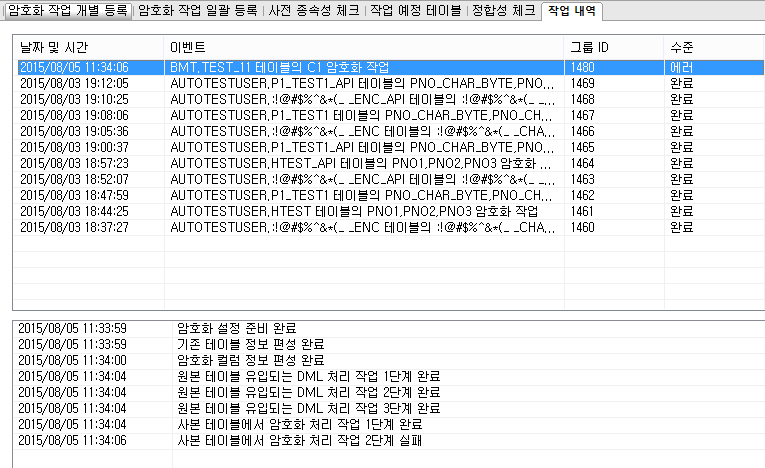 암호화 작업 개별 등록 암호화 작업 일괄 등록 사전 종속성 체크 작업 예정 테이블 정합성 체크 작업 내역
날짜 및 시간 이벤트 그룹 ID 수준
2015/08/05 11:34:06 BMT.TEST_11 테이블의 C1 암호화 작업 1480 에러
2015/08/03 19:12:05 AUTOTESTUSER.P1_TEST1_API 테이블의 PNO_CHAR_BYTE,PNO... 1469 완료
2015/08/03 19:10:25 AUTOTESTUSER.:!@#$%^&*(_ _ENC_API 테이블의 :!@#$%^&*(_ _... 1468 완료
2015/08/03 19:08:06 AUTOTESTUSER.P1_TEST1 테이블의 PNO_CHAR_BYTE,PNO_CH... 1467 완료
2015/08/03 19:05:36 AUTOTESTUSER.:!@#$%^&*(_ _ENC 테이블의 :!@#$%^&*(_ _CHA... 1466 완료
2015/08/03 19:00:37 AUTOTESTUSER.P1_TEST1_API 테이블의 PNO_CHAR_BYTE,PNO... 1465 완료
2015/08/03 18:57:23 AUTOTESTUSER.HTEST_API 테이블의 PNO1,PNO2,PNO3 암호화 ... 1464 완료
2015/08/03 18:52:07 AUTOTESTUSER.:!@#$%^&*(_ _ENC_API 테이블의 :!@#$%^&*(_ _... 1463 완료
2015/08/03 18:47:59 AUTOTESTUSER.P1_TEST1 테이블의 PNO_CHAR_BYTE,PNO_CH... 1462 완료
2015/08/03 18:44:25 AUTOTESTUSER.HTEST 테이블의 PNO1,PNO2,PNO3 암호화 작업 1461 완료
2015/08/03 18:37:27 AUTOTESTUSER.:!@#$%^&*(_ _ENC 테이블의 :!@#$%^&*(_ _CHA... 1460 완료
2015/08/05 11:33:59 암호화 설정 준비 완료
2015/08/05 11:33:59 기존 테이블 정보 편성 완료
2015/08/05 11:34:00 암호화 컬럼 정보 편성 완료
2015/08/05 11:34:04 원본 테이블 유입되는 DML 처리 작업 1단계 완료
2015/08/05 11:34:04 원본 테이블 유입되는 DML 처리 작업 2단계 완료
2015/08/05 11:34:04 원본 테이블 유입되는 DML 처리 작업 3단계 완료
2015/08/05 11:34:04 사본 테이블에서 암호화 처리 작업 1단계 완료
2015/08/05 11:34:06 사본 테이블에서 암호화 처리 작업 2단계 실패